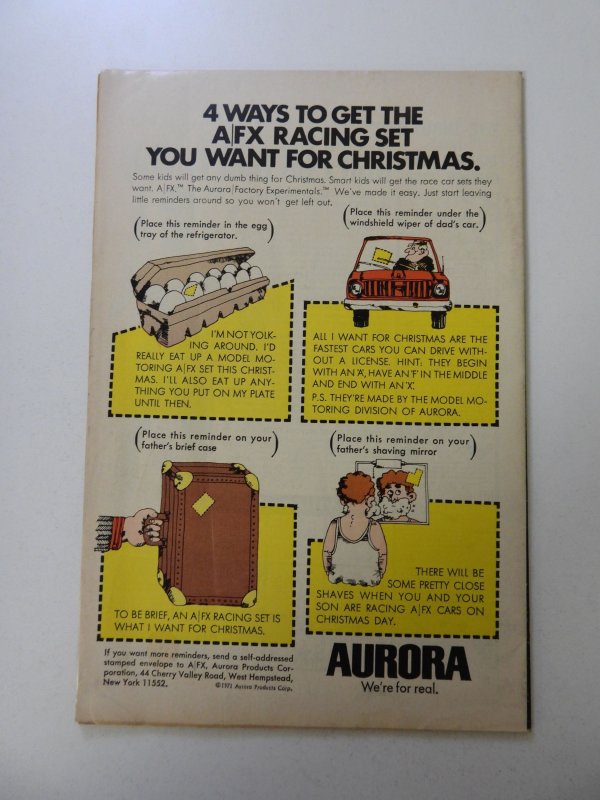 4 WAYS TO GET THE
A|FX RACING SET
YOU WANT FOR CHRISTMAS.
Some kids will get any dumb thing for Christmas. Smart kids will get the race car sets they
want. A|FX.™ The Aurora|Factory Experimentals.™ We've made it easy. Just start leaving
little reminders around so you won't get left out.
(Place this reminder in the egg
tray of the refrigerator.)
I'M NOT YOLK-
ING AROUND. I'D
REALLY EAT UP A MODEL MO-
TORING A|FX SET THIS CHRIST-
MAS. I'LL ALSO EAT UP ANY-
THING YOU PUT ON MY PLATE
UNTIL THEN.
(Place this reminder under the
windshield wiper of dad's car.)
ALL I WANT FOR CHRISTMAS ARE THE
FASTEST CARS YOU CAN DRIVE WITH-
OUT A LICENSE. HINT: THEY BEGIN
WITH AN 'A', HAVE AN 'F' IN THE MIDDLE
AND END WITH AN 'X'.
P.S. THEY'RE MADE BY THE MODEL MO-
TORING DIVISION OF AURORA.
(Place this reminder on your
father's brief case)
TO BE BRIEF, AN A|FX RACING SET IS
WHAT I WANT FOR CHRISTMAS.
(Place this reminder on your
father's shaving mirror)
THERE WILL BE
SOME PRETTY CLOSE
SHAVES WHEN YOU AND YOUR
SON ARE RACING A|FX CARS ON
CHRISTMAS DAY.
If you want more reminders, send a self-addressed
stamped envelope to A|FX, Aurora Products Cor-
poration, 44 Cherry Valley Road, West Hempstead,
New York 11552.
©1971 Aurora Products Corp.
AURORA
We're for real.